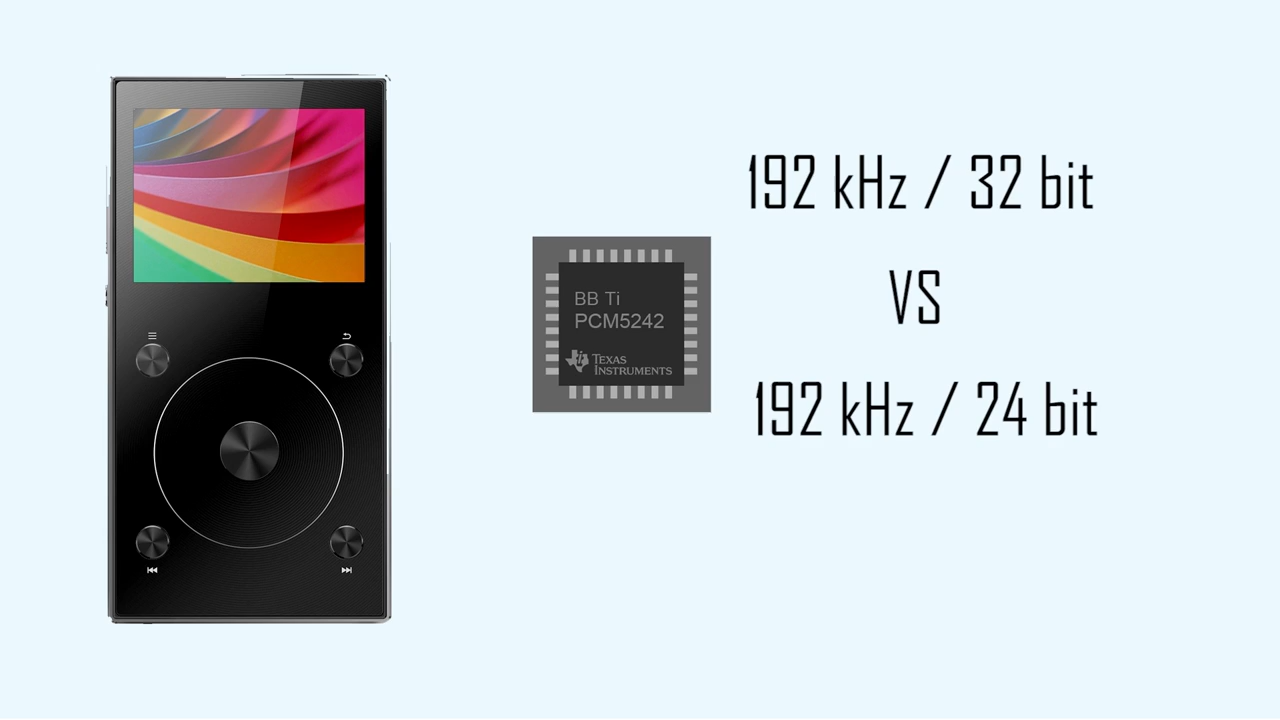 BB Ti
PCM5242
TEXAS
INSTRUMENTS
192 kHz / 32 bit
VS
192 kHz / 24 bit